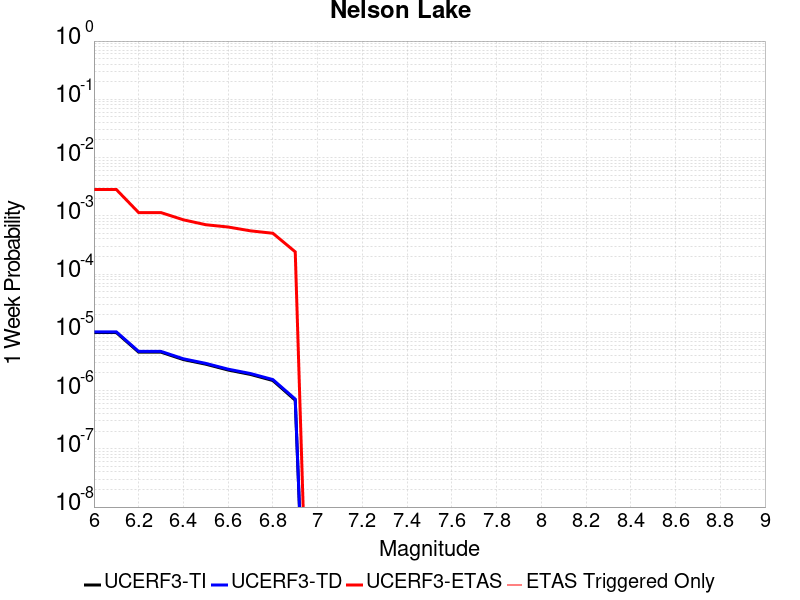 Nelson Lake
10^0
10^-1
10^-2
10^-3
10^-4
10^-5
10^-6
10^-7
10^-8
1 Week Probability
6 6.2 6.4 6.6 6.8 7 7.2 7.4 7.6 7.8 8 8.2 8.4 8.6 8.8 9
Magnitude
UCERF3-TI UCERF3-TD UCERF3-ETAS ETAS Triggered Only